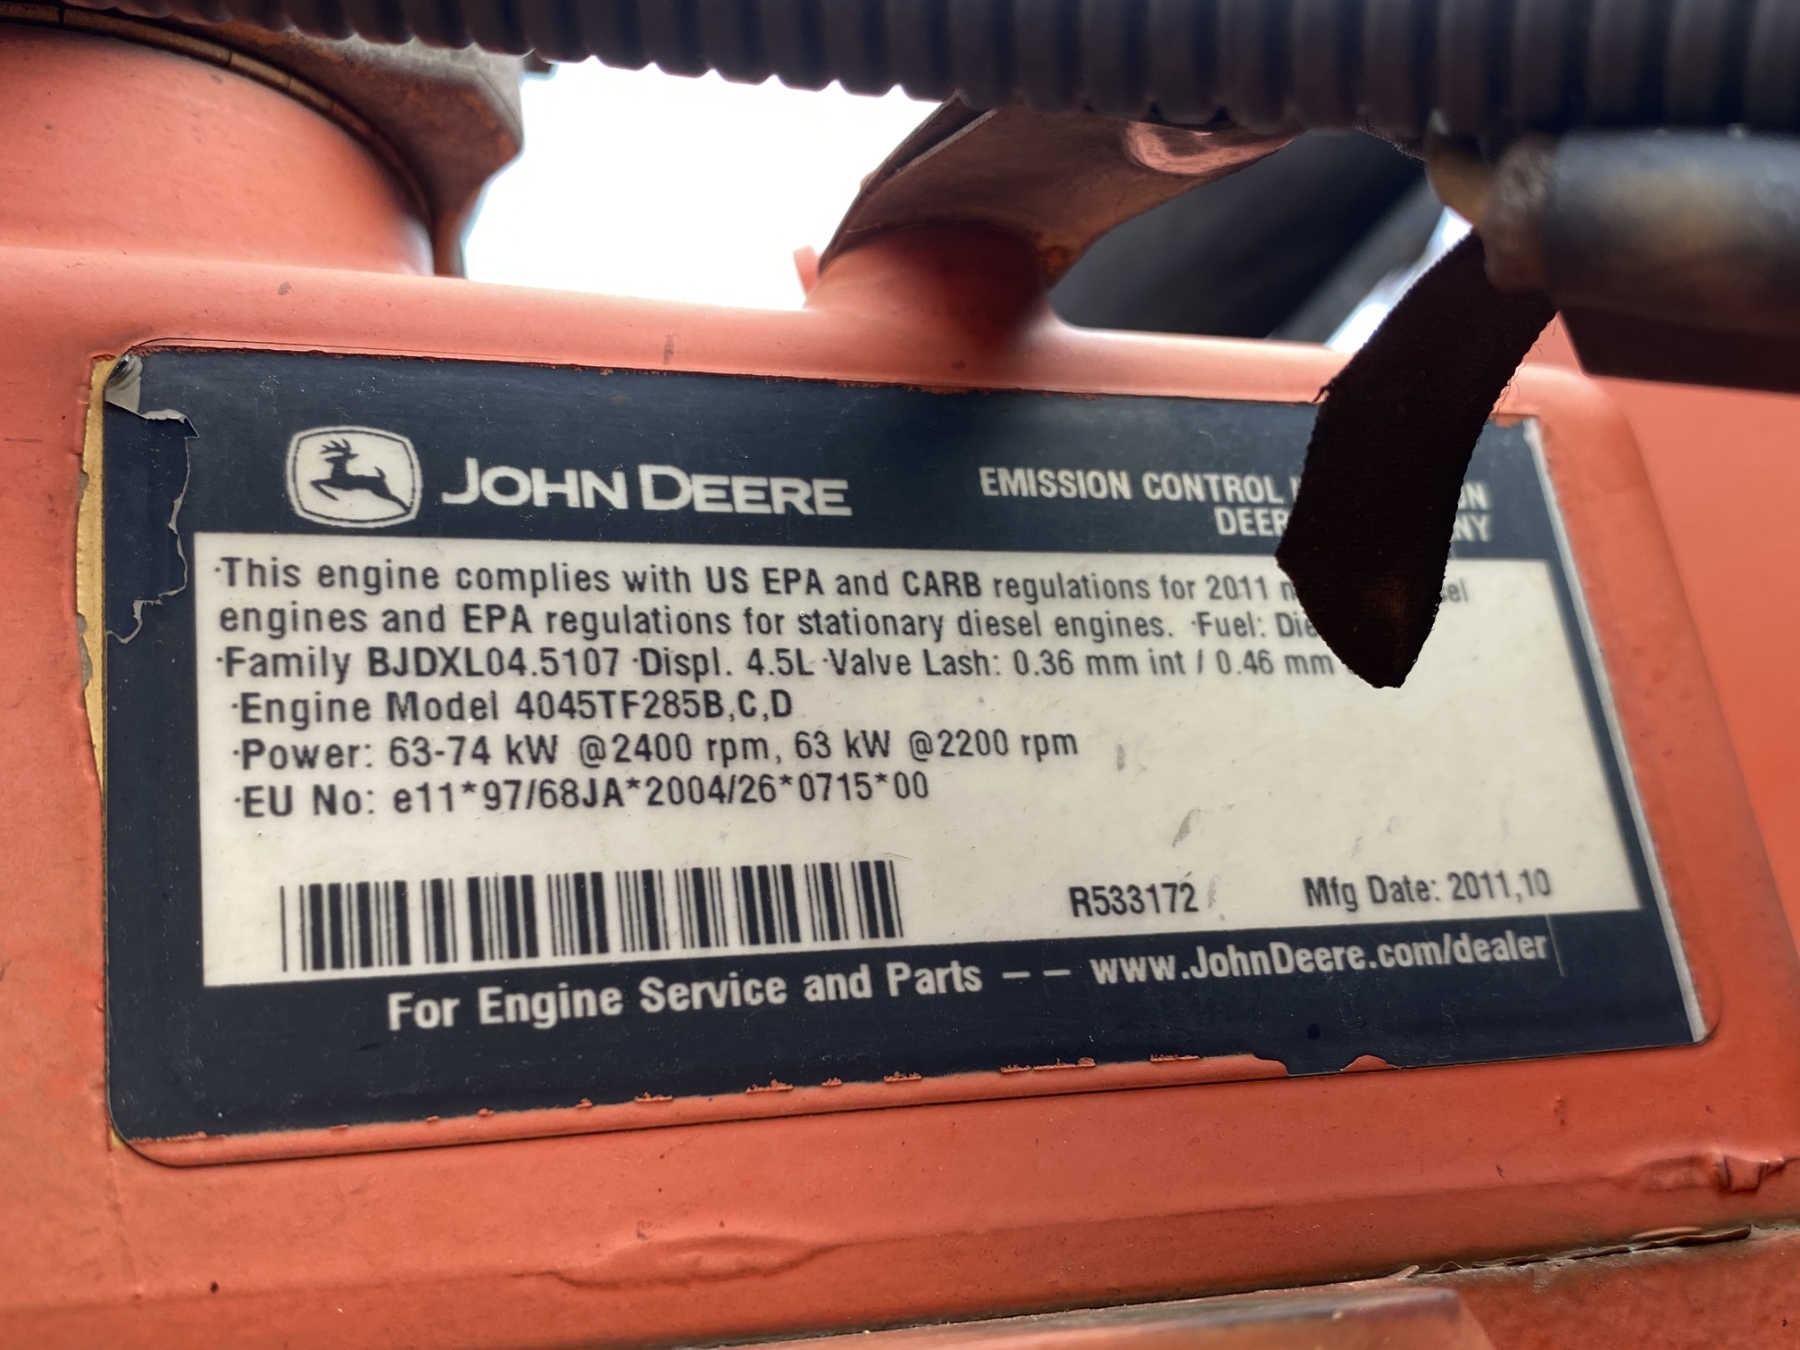 JOHN DEERE
EMISSION CONTROL
This engine complies with US EPA and CARB regulations for 2011
engines and EPA regulations for stationary diesel engines. ·Fuel:
·Family BJDXL04.5107 ·Displ. 4.5L ·Valve Lash: 0.36 mm int / 0.46 mm
·Engine Model 4045TF285B,C,D
·Power: 63-74 kW @2400 rpm, 63 kW @2200 rpm
·EU No: e11*97/68JA*2004/26*0715*00
R533172 Mfg Date: 2011,10
For Engine Service and Parts – – www.JohnDeere.com/dealer